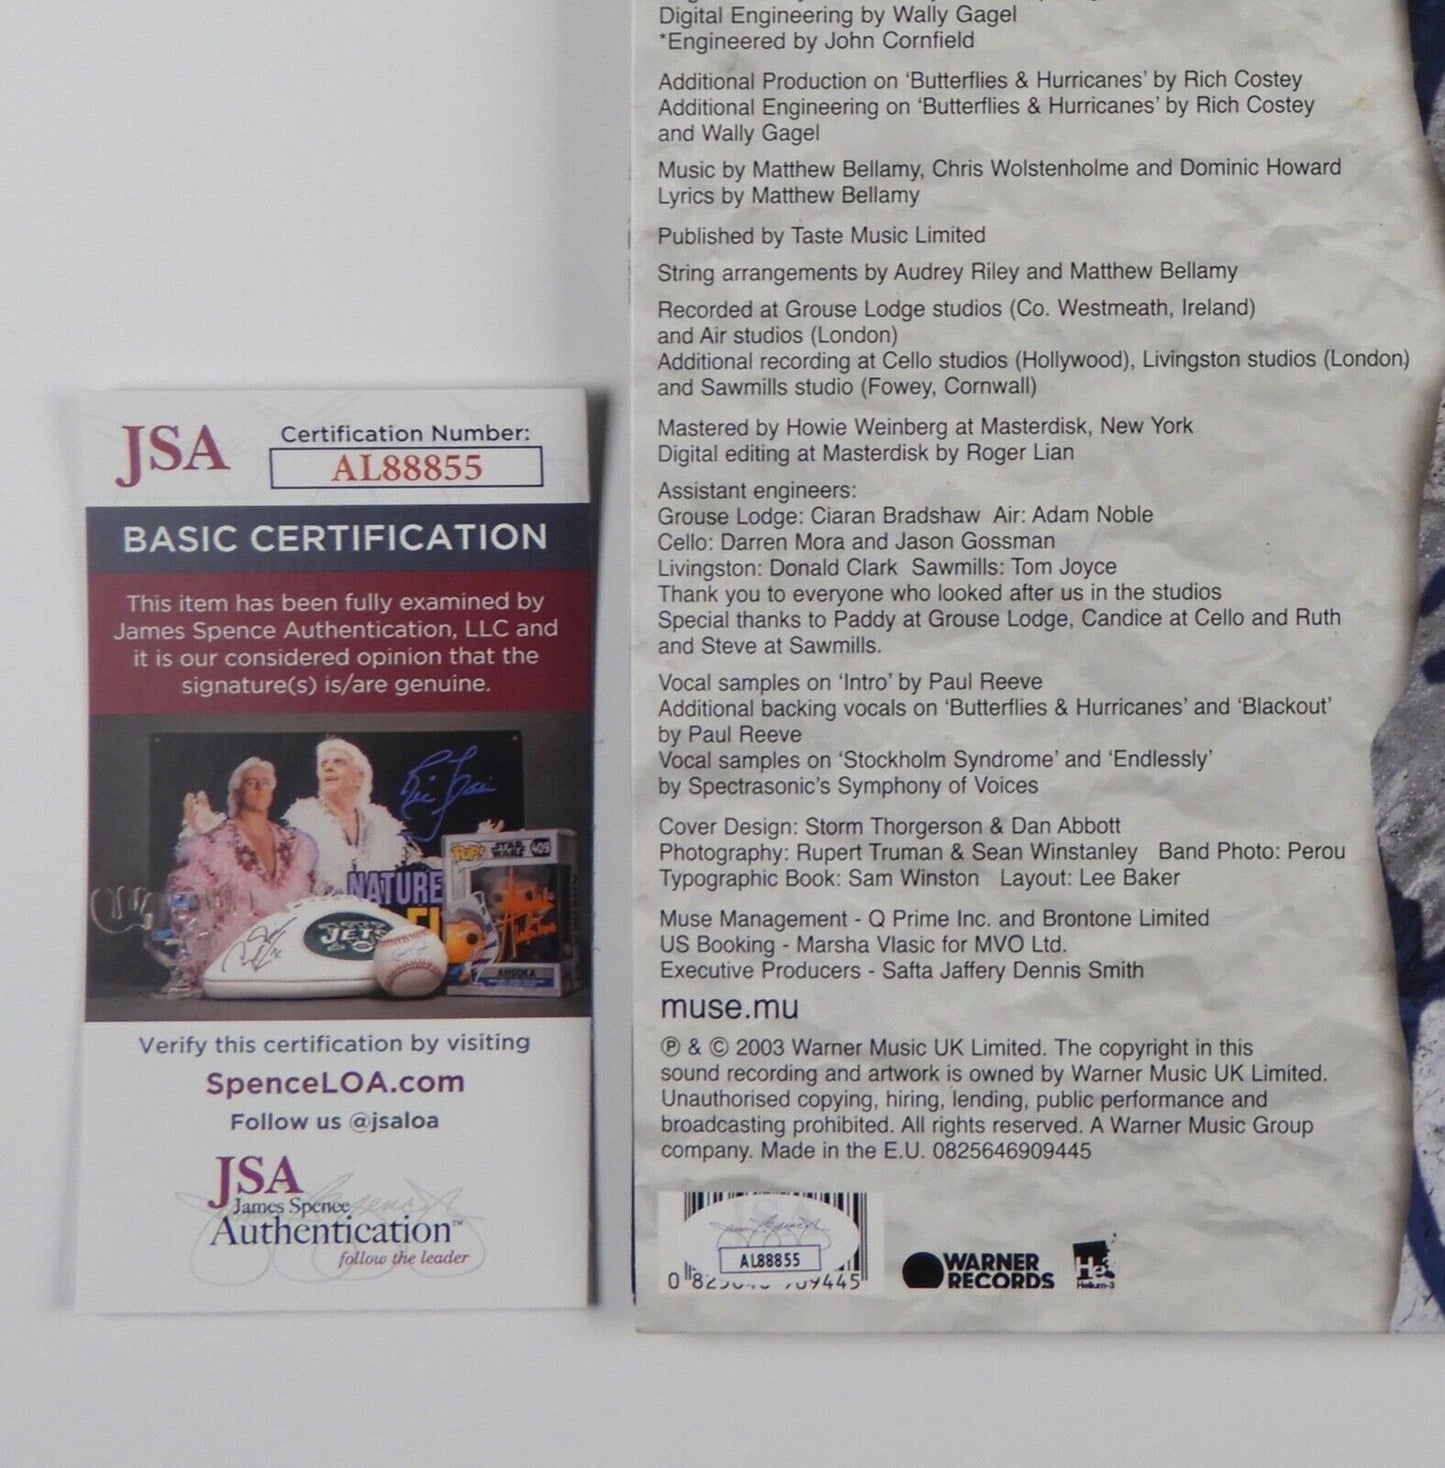 Digital Engineering by Wally Gagel
*Engineered by John Cornfield
Additional Production on 'Butterflies & Hurricanes' by Rich Costey
Additional Engineering on 'Butterflies & Hurricanes' by Rich Costey
and Wally Gagel
Music by Matthew Bellamy, Chris Wolstenholme and Dominic Howard
Lyrics by Matthew Bellamy
Published by Taste Music Limited
String arrangements by Audrey Riley and Matthew Bellamy
Recorded at Grouse Lodge studios (Co. Westmeath, Ireland)
and Air studios (London)
Additional recording at Cello studios (Hollywood), Livingston studios (London)
and Sawmills studio (Fowey, Cornwall)
Mastered by Howie Weinberg at Masterdisk, New York
Digital editing at Masterdisk by Roger Lian
Assistant engineers:
Grouse Lodge: Ciaran Bradshaw  Air: Adam Noble
Cello: Darren Mora and Jason Gossman
Livingston: Donald Clark  Sawmills: Tom Joyce
Thank you to everyone who looked after us in the studios
Special thanks to Paddy at Grouse Lodge, Candice at Cello and Ruth
and Steve at Sawmills.
Vocal samples on 'Intro' by Paul Reeve
Additional backing vocals on 'Butterflies & Hurricanes' and 'Blackout'
by Paul Reeve
Vocal samples on 'Stockholm Syndrome' and 'Endlessly'
by Spectrasonic's Symphony of Voices
Cover Design: Storm Thorgerson & Dan Abbott
Photography: Rupert Truman & Sean Winstanley  Band Photo: Perou
Typographic Book: Sam Winston  Layout: Lee Baker
Muse Management - Q Prime Inc. and Brontone Limited
US Booking - Marsha Vlasic for MVO Ltd.
Executive Producers - Safta Jaffery Dennis Smith
muse.mu
℗ & © 2003 Warner Music UK Limited. The copyright in this
sound recording and artwork is owned by Warner Music UK Limited.
Unauthorised copying, hiring, lending, public performance and
broadcasting prohibited. All rights reserved. A Warner Music Group
company. Made in the E.U. 0825646909445
AL88855
WARNER
RECORDS
Helium-3
JSA
Certification Number:
AL88855
BASIC CERTIFICATION
This item has been fully examined by
James Spence Authentication, LLC and
it is our considered opinion that the
signature(s) is/are genuine.
NATURE
JETS
POP! STAR WARS 409
AHSOKA
Verify this certification by visiting
SpenceLOA.com
Follow us @jsaloa
JSA
James Spence
Authentication™
follow the leader